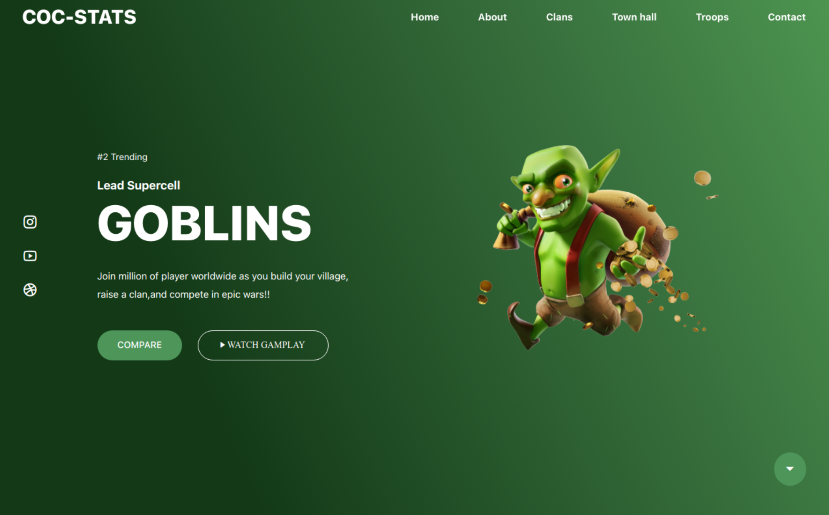 COC-STATS
Home About Clans Town hall Troops Contact
#2 Trending
Lead Supercell
GOBLINS
Join million of player worldwide as you build your village,
raise a clan,and compete in epic wars!!
COMPARE
WATCH GAMPLAY